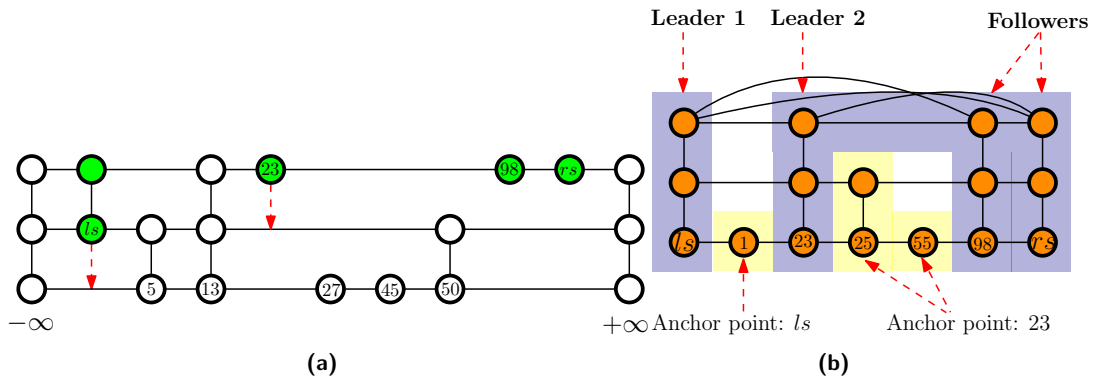 Leader 1 Leader 2 Followers
23 98 rs
ls
5 13 27 45 50
ls 1 23 25 55 98 rs
−∞ +∞ Anchor point: ls Anchor point: 23
(a) (b)